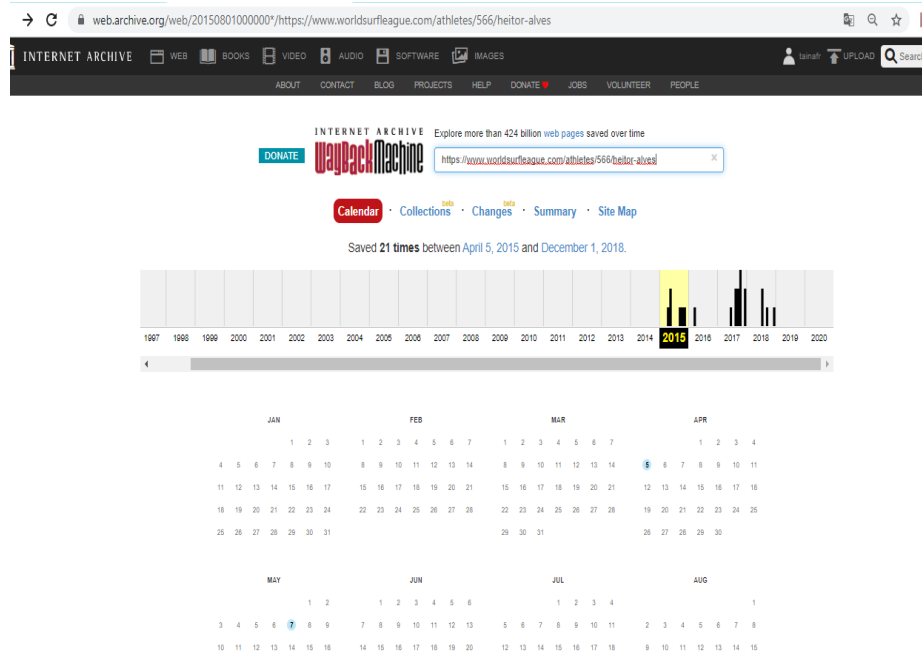 web.archive.org/web/20150801000000*/https://www.worldsurfleague.com/athletes/566/heitor-alves
INTERNET ARCHIVE WEB BOOKS VIDEO AUDIO SOFTWARE IMAGES tainafr UPLOAD Search
ABOUT CONTACT BLOG PROJECTS HELP DONATE JOBS VOLUNTEER PEOPLE
DONATE
INTERNET ARCHIVE
WayBackMachine
Explore more than 424 billion web pages saved over time
https://www.worldsurfleague.com/athletes/566/heitor-alves ×
Calendar · Collections beta · Changes beta · Summary · Site Map
Saved 21 times between April 5, 2015 and December 1, 2018.
1997 1998 1999 2000 2001 2002 2003 2004 2005 2006 2007 2008 2009 2010 2011 2012 2013 2014 2015 2016 2017 2018 2019 2020
JAN FEB MAR APR
1 2 3 1 2 3 4 5 6 7 1 2 3 4 5 6 7 1 2 3 4
4 5 6 7 8 9 10 8 9 10 11 12 13 14 8 9 10 11 12 13 14 5 6 7 8 9 10 11
11 12 13 14 15 16 17 15 16 17 18 19 20 21 15 16 17 18 19 20 21 12 13 14 15 16 17 18
18 19 20 21 22 23 24 22 23 24 25 26 27 28 22 23 24 25 26 27 28 19 20 21 22 23 24 25
25 26 27 28 29 30 31 29 30 31 26 27 28 29 30
MAY JUN JUL AUG
1 2 1 2 3 4 5 6 1 2 3 4 1
3 4 5 6 7 8 9 7 8 9 10 11 12 13 5 6 7 8 9 10 11 2 3 4 5 6 7 8
10 11 12 13 14 15 16 14 15 16 17 18 19 20 12 13 14 15 16 17 18 9 10 11 12 13 14 15